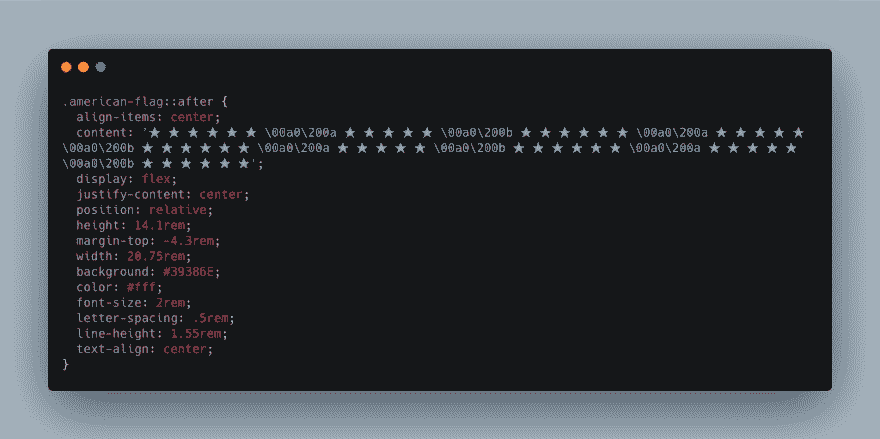 .american-flag::after {
align-items: center;
content: '★ ★ ★ ★ ★ ★ \00a0\200a ★ ★ ★ ★ ★ \00a0\200b ★ ★ ★ ★ ★ ★ \00a0\200a ★ ★ ★ ★ ★
\00a0\200b ★ ★ ★ ★ ★ ★ \00a0\200a ★ ★ ★ ★ ★ \00a0\200b ★ ★ ★ ★ ★ ★ \00a0\200a ★ ★ ★ ★ ★
\00a0\200b ★ ★ ★ ★ ★ ★';
display: flex;
justify-content: center;
position: relative;
height: 14.1rem;
margin-top: -4.3rem;
width: 20.75rem;
background: #39386E;
color: #fff;
font-size: 2rem;
letter-spacing: .5rem;
line-height: 1.55rem;
text-align: center;
}